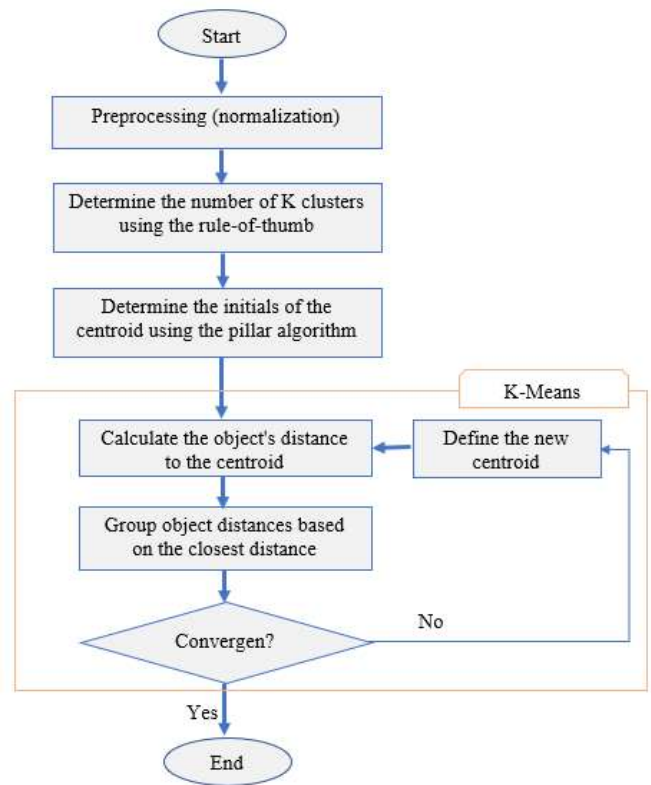 Start
Preprocessing (normalization)
Determine the number of K clusters
using the rule-of-thumb
Determine the initials of the
centroid using the pillar algorithm
K-Means
Calculate the object's distance
to the centroid
Define the new
centroid
Group object distances based
on the closest distance
Convergen?
No
Yes
End